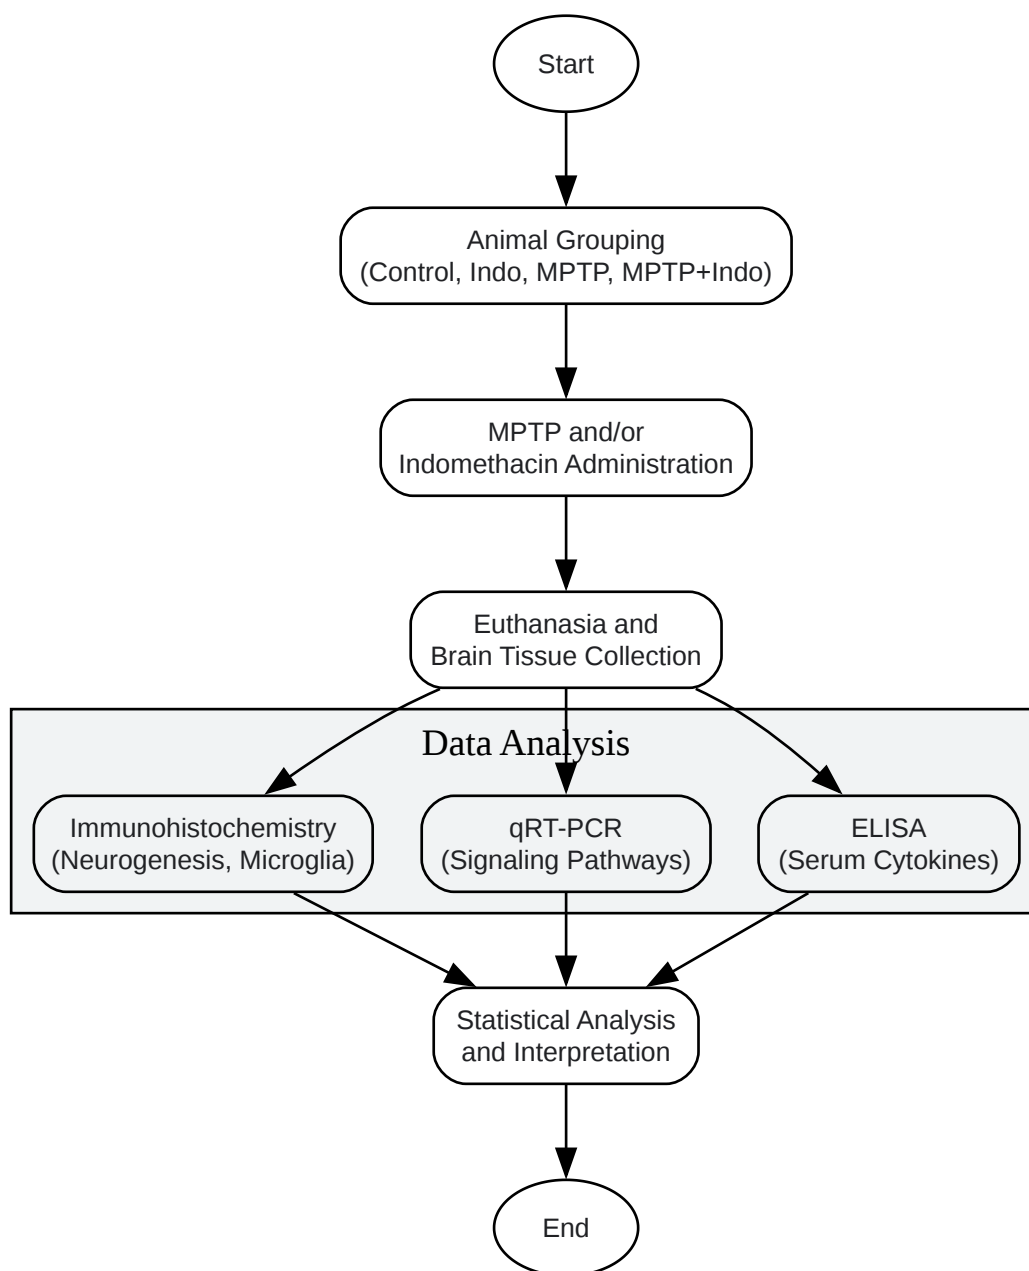 Start
Animal Grouping
(Control, Indo, MPTP, MPTP+Indo)
MPTP and/or
Indomethacin Administration
Euthanasia and
Brain Tissue Collection
Data Analysis
Immunohistochemistry
(Neurogenesis, Microglia)
qRT-PCR
(Signaling Pathways)
ELISA
(Serum Cytokines)
Statistical Analysis
and Interpretation
End